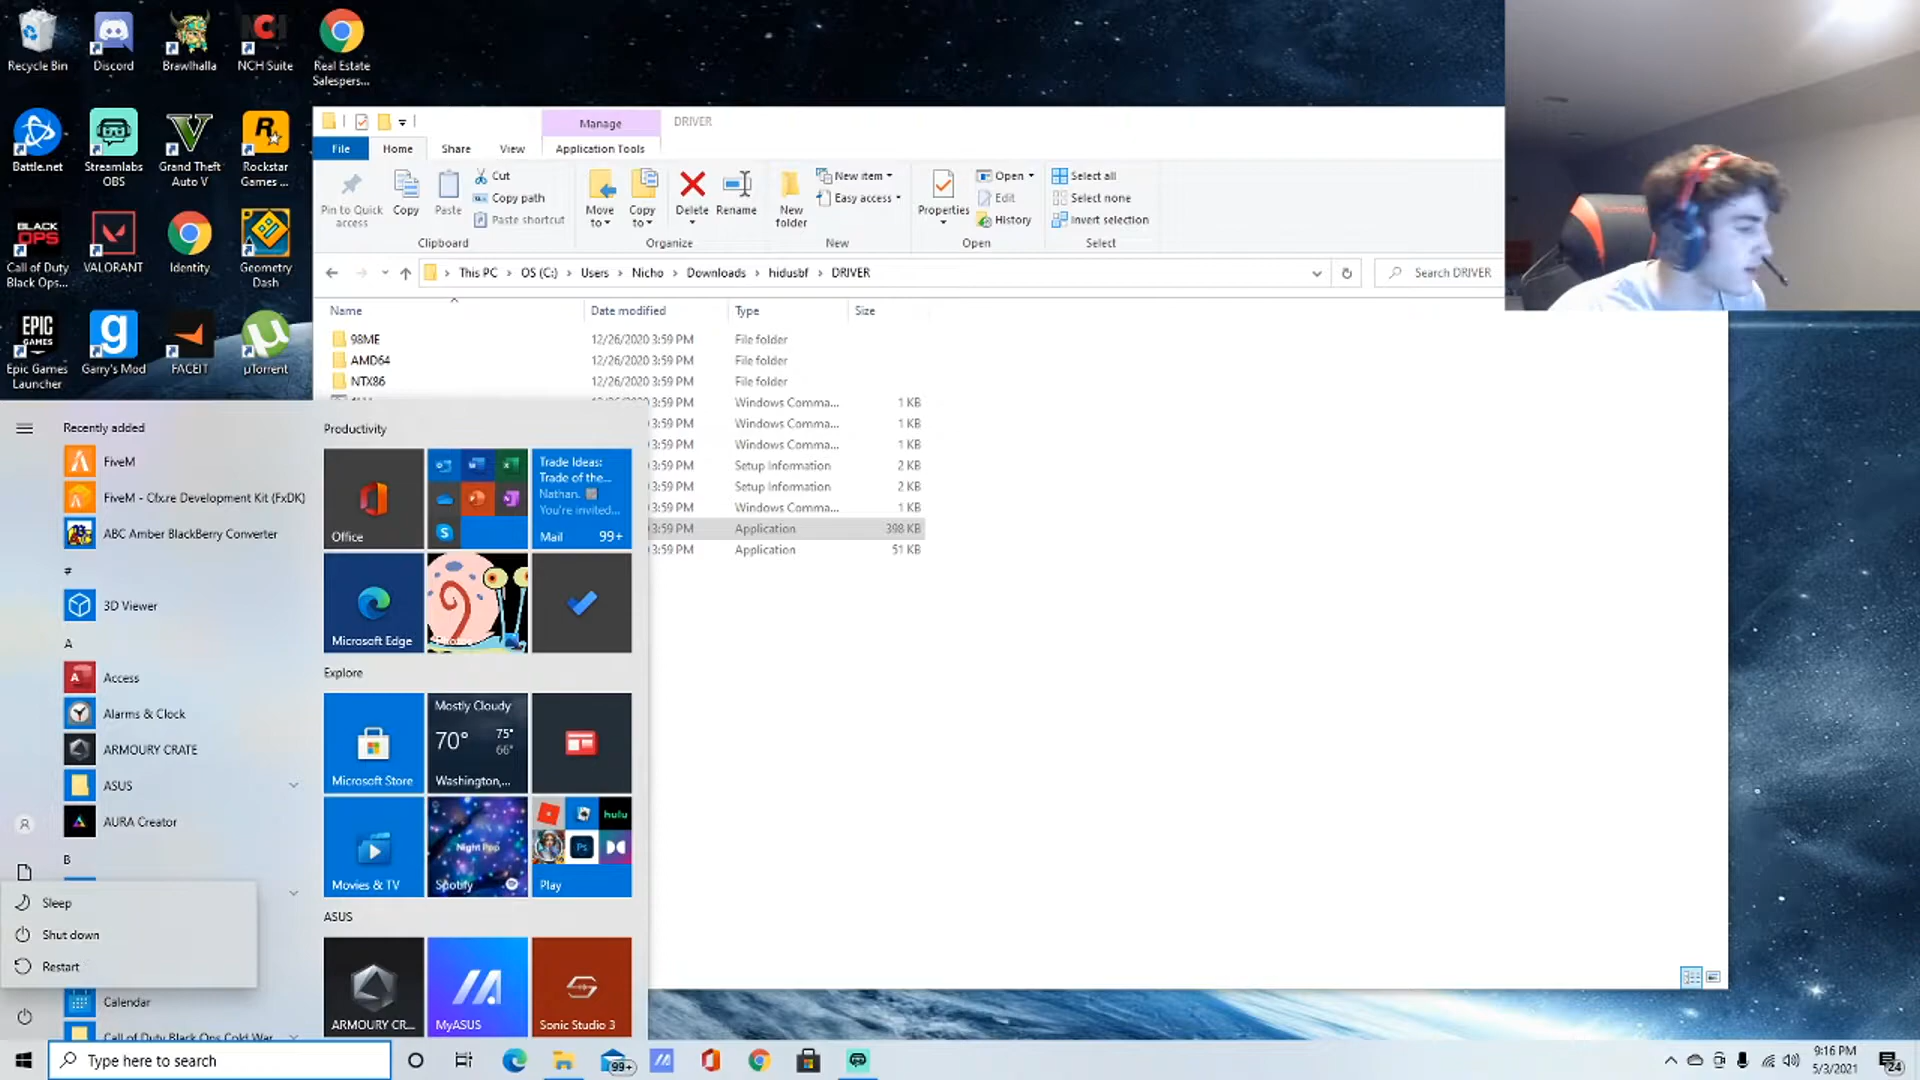 Recycle Bin
Discord
Brawlhalla
NCH Suite
Real Estate
Salespers...
Battle.net
Streamlabs
OBS
Grand Theft
Auto V
Rockstar
Games ...
BLACK
OPS
Call of Duty
Black Ops...
VALORANT
Identity
Geometry
Dash
EPIC
GAMES
Epic Games
Launcher
Garry's Mod
FACEIT
µTorrent
Manage
DRIVER
File
Home
Share
View
Application Tools
Pin to Quick
access
Copy
Paste
Cut
Copy path
Paste shortcut
Clipboard
Move
to
Copy
to
Delete
Rename
Organize
New
folder
New item
Easy access
New
Properties
Open
Edit
History
Open
Select all
Select none
Invert selection
Select
This PC > OS (C:) > Users > Nicho > Downloads > hidusbf > DRIVER
Search DRIVER
Name
Date modified
Type
Size
98ME 12/26/2020 3:59 PM File folder
AMD64 12/26/2020 3:59 PM File folder
NTX86 12/26/2020 3:59 PM File folder
3:59 PM Windows Comma... 1 KB
3:59 PM Windows Comma... 1 KB
3:59 PM Windows Comma... 1 KB
3:59 PM Setup Information 2 KB
3:59 PM Setup Information 2 KB
3:59 PM Windows Comma... 1 KB
3:59 PM Application 398 KB
3:59 PM Application 51 KB
Recently added
FiveM
FiveM - Cfx.re Development Kit (FxDK)
ABC Amber BlackBerry Converter
#
3D Viewer
A
Access
Alarms & Clock
ARMOURY CRATE
ASUS
AURA Creator
B
Sleep
Shut down
Restart
Calendar
Call of Duty Black Ops Cold War
Productivity
Office
Trade Ideas:
Trade of the...
Nathan.
You're invited...
Mail 99+
Microsoft Edge
Photos
Explore
Microsoft Store
Mostly Cloudy
70° 75°
66°
Washington,...
Movies & TV
Night Pop
Spotify
hulu
Ps
Play
ASUS
ARMOURY CR...
MyASUS
Sonic Studio 3
Type here to search
99+
9:16 PM
5/3/2021
24